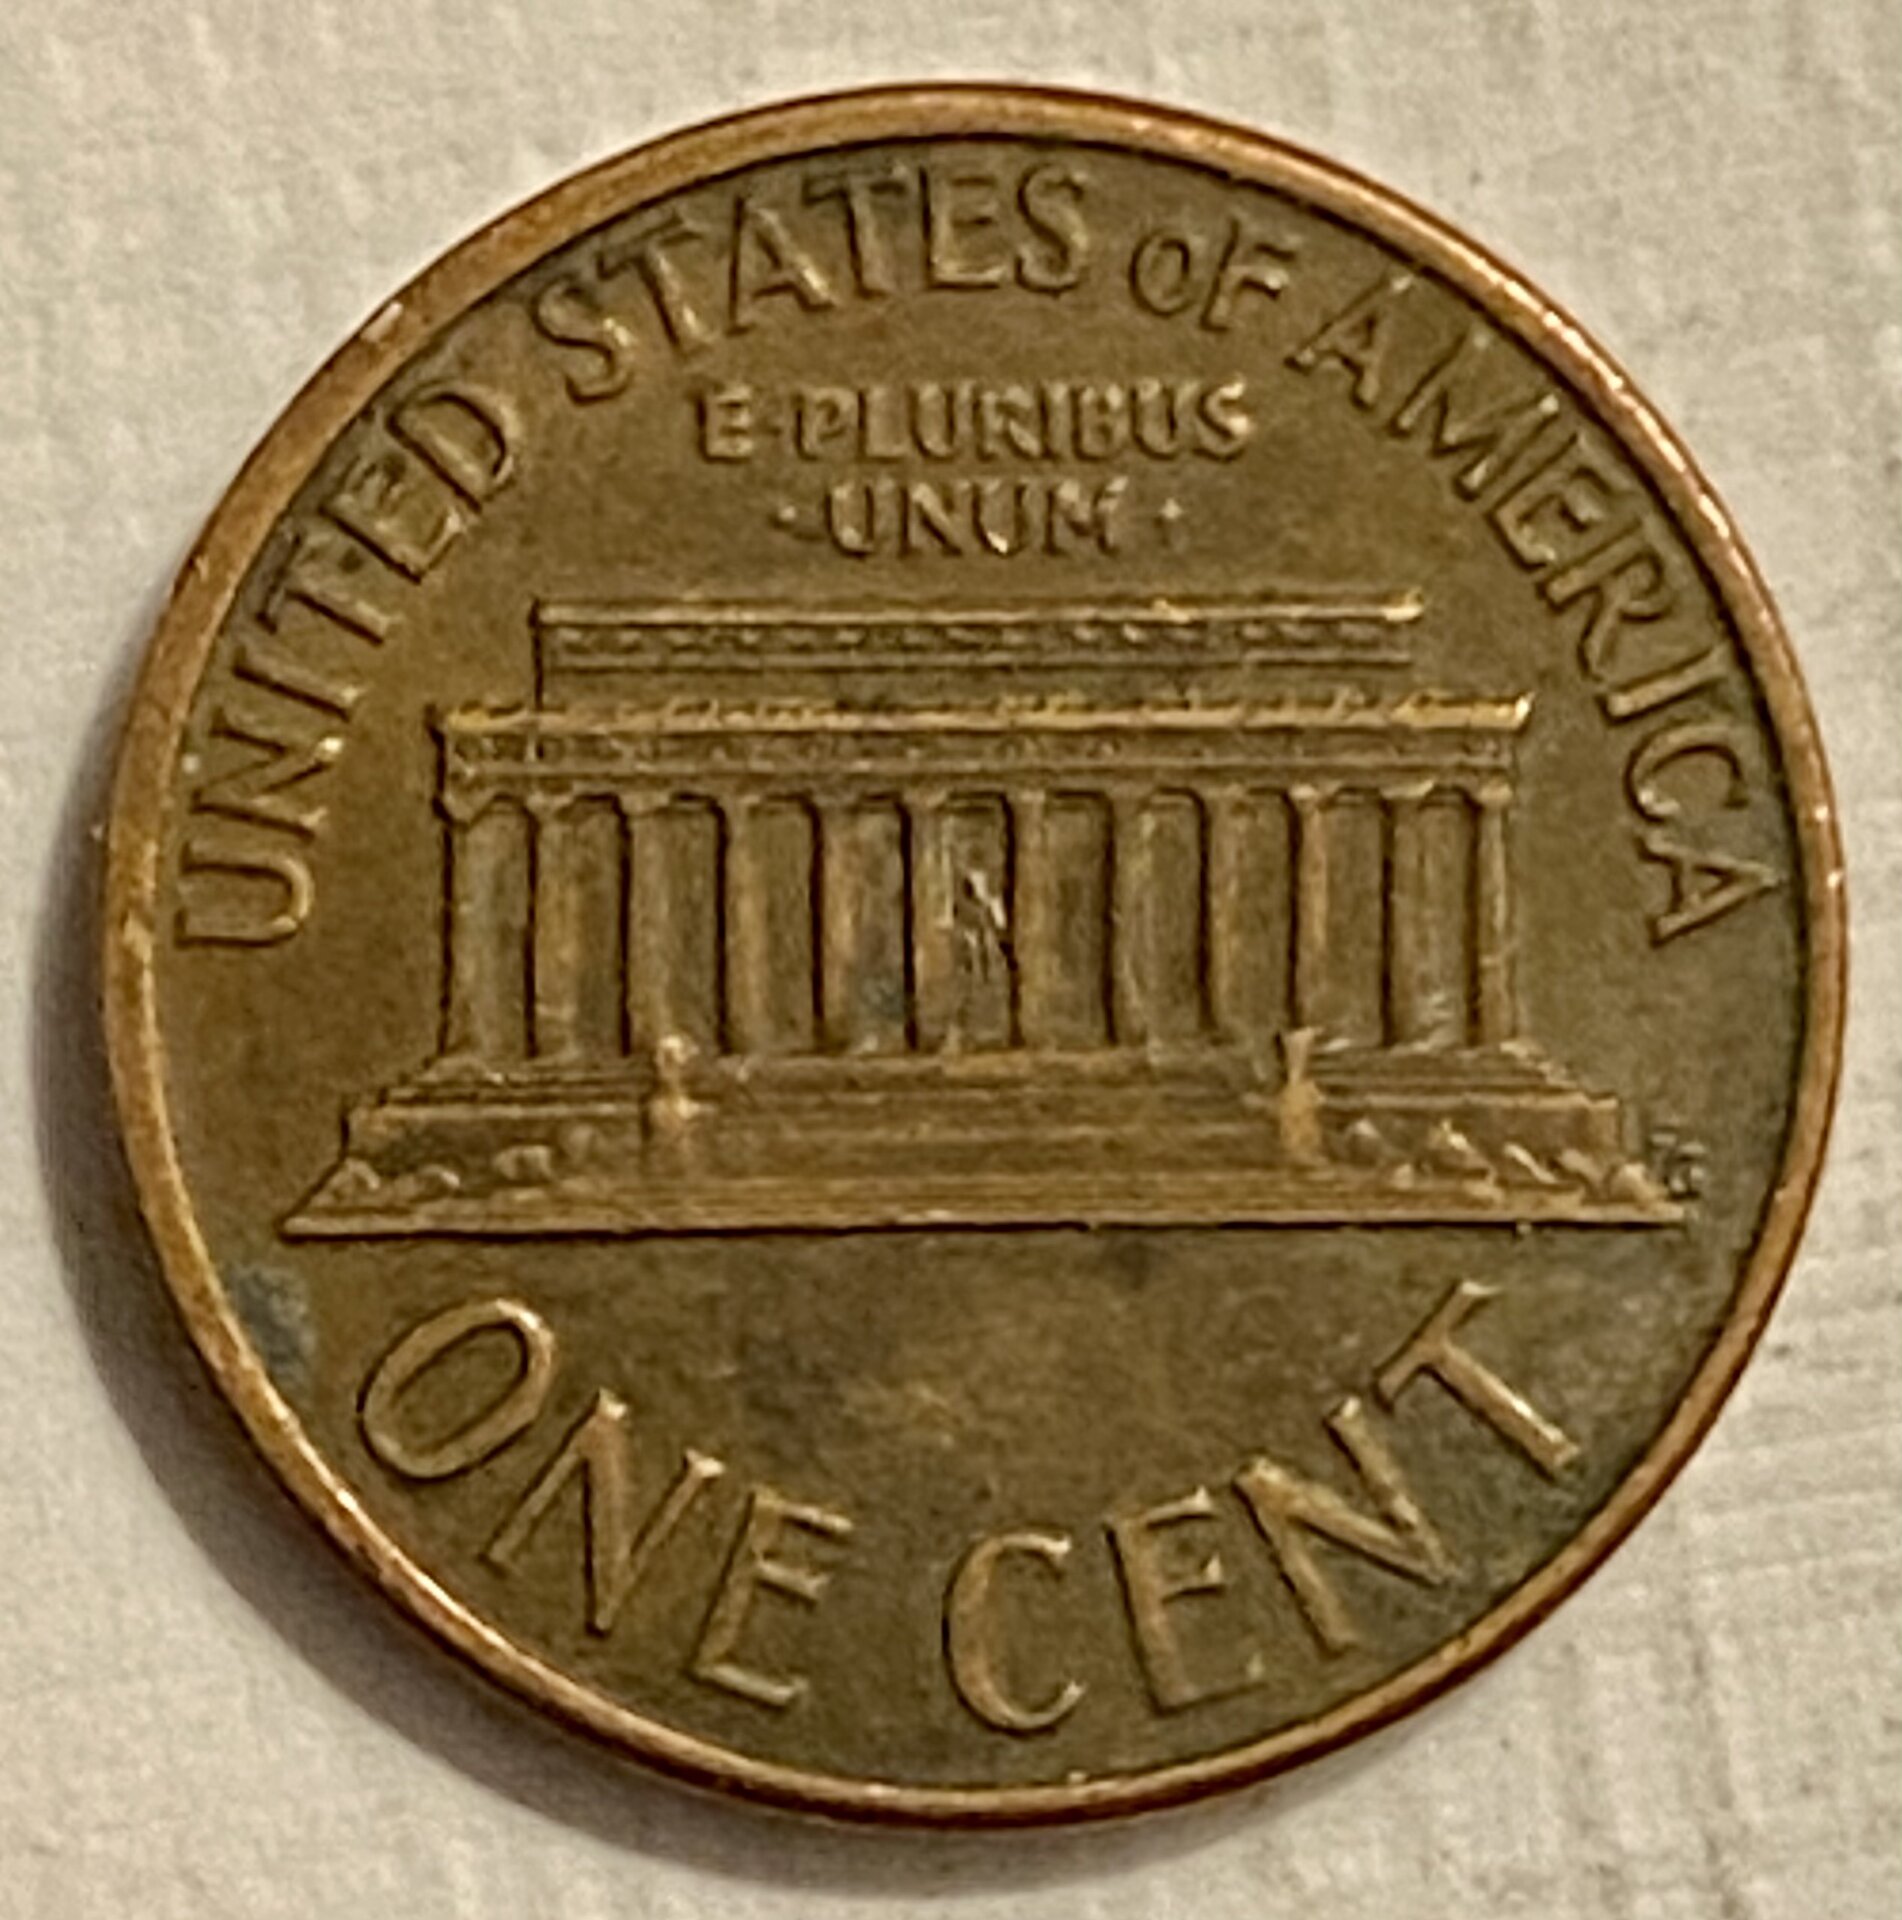 UNITED STATES OF AMERICA
E·PLURIBUS
·UNUM·
ONE CENT